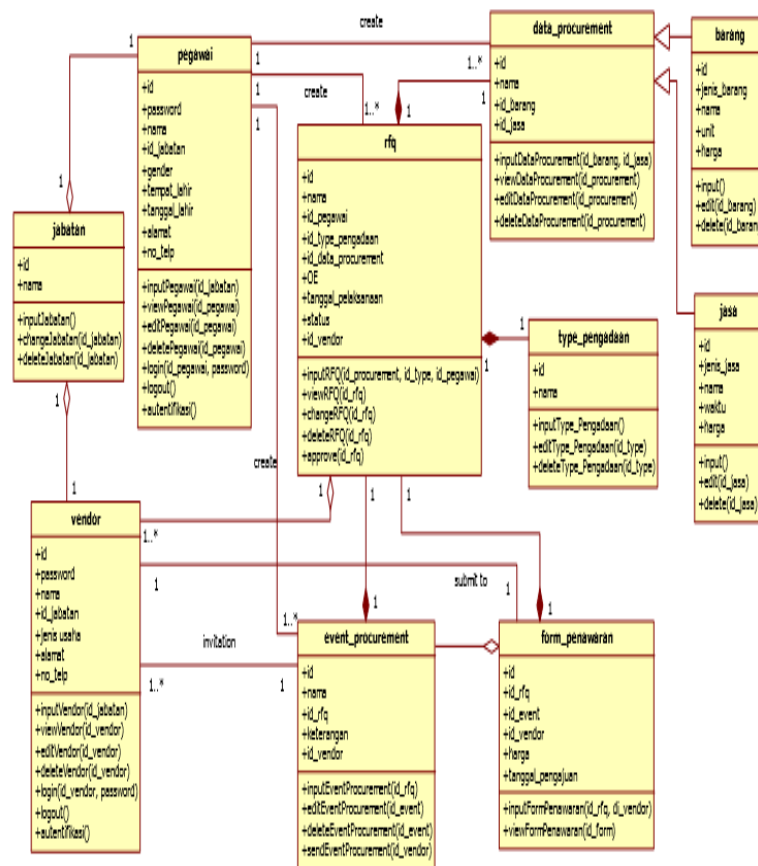 pegawai
+id
+password
+nama
+id_jabatan
+gender
+tempat_lahir
+tanggal_lahir
+alamat
+no_telp
+inputPegawai(id_jabatan)
+viewPegawai(id_pegawai)
+editPegawai(id_pegawai)
+deletePegawai(id_pegawai)
+login(id_pegawai, password)
+logout()
+autentifikasi()
create
1
1
1
1
1
create
1..*
data_procurement
+id
+nama
+id_barang
+id_jasa
+inputDataProcurement(id_barang, id_jasa)
+viewDataProcurement(id_procurement)
+editDataProcurement(id_procurement)
+deleteDataProcurement(id_procurement)
1..*
1
1
barang
+id
+jenis_barang
+nama
+unit
+harga
+input()
+edit(id_barang)
+delete(id_baran
rfq
+id
+nama
+id_pegawai
+id_type_pengadaan
+id_data_procurement
+OE
+tanggal_pelaksanaan
+status
+id_vendor
+inputRFQ(id_procurement, id_type, id_pegawai)
+viewRFQ(id_rfq)
+changeRFQ(id_rfq)
+deleteRFQ(id_rfq)
+approve(id_rfq)
jabatan
+id
+nama
+inputJabatan()
+changeJabatan(id_jabatan)
+deleteJabatan(id_jabatan)
1
1
type_pengadaan
+id
+nama
+inputType_Pengadaan()
+editType_Pengadaan(id_type)
+deleteType_Pengadaan(id_type)
1
1
jasa
+id
+jenis_jasa
+nama
+waktu
+harga
+input()
+edit(id_jasa)
+delete(id_jasa)
create
1
1
1
1
vendor
+id
+password
+nama
+id_jabatan
+jenis usaha
+alamat
+no_telp
+inputVendor(id_jabatan)
+viewVendor(id_vendor)
+editVendor(id_vendor)
+deleteVendor(id_vendor)
+login(id_vendor, password)
+logout()
+autentifikasi()
1..*
1
submit to
1
invitation
1..*
1
1..*
1
1
event_procurement
+id
+nama
+id_rfq
+keterangan
+id_vendor
+inputEventProcurement(id_rfq)
+editEventProcurement(id_event)
+deleteEventProcurement(id_event)
+sendEventProcurement(id_vendor)
form_penawaran
+id
+id_rfq
+id_event
+id_vendor
+harga
+tanggal_pengajuan
+inputFormPenawaran(id_rfq, di_vendor)
+viewFormPenawaran(id_form)